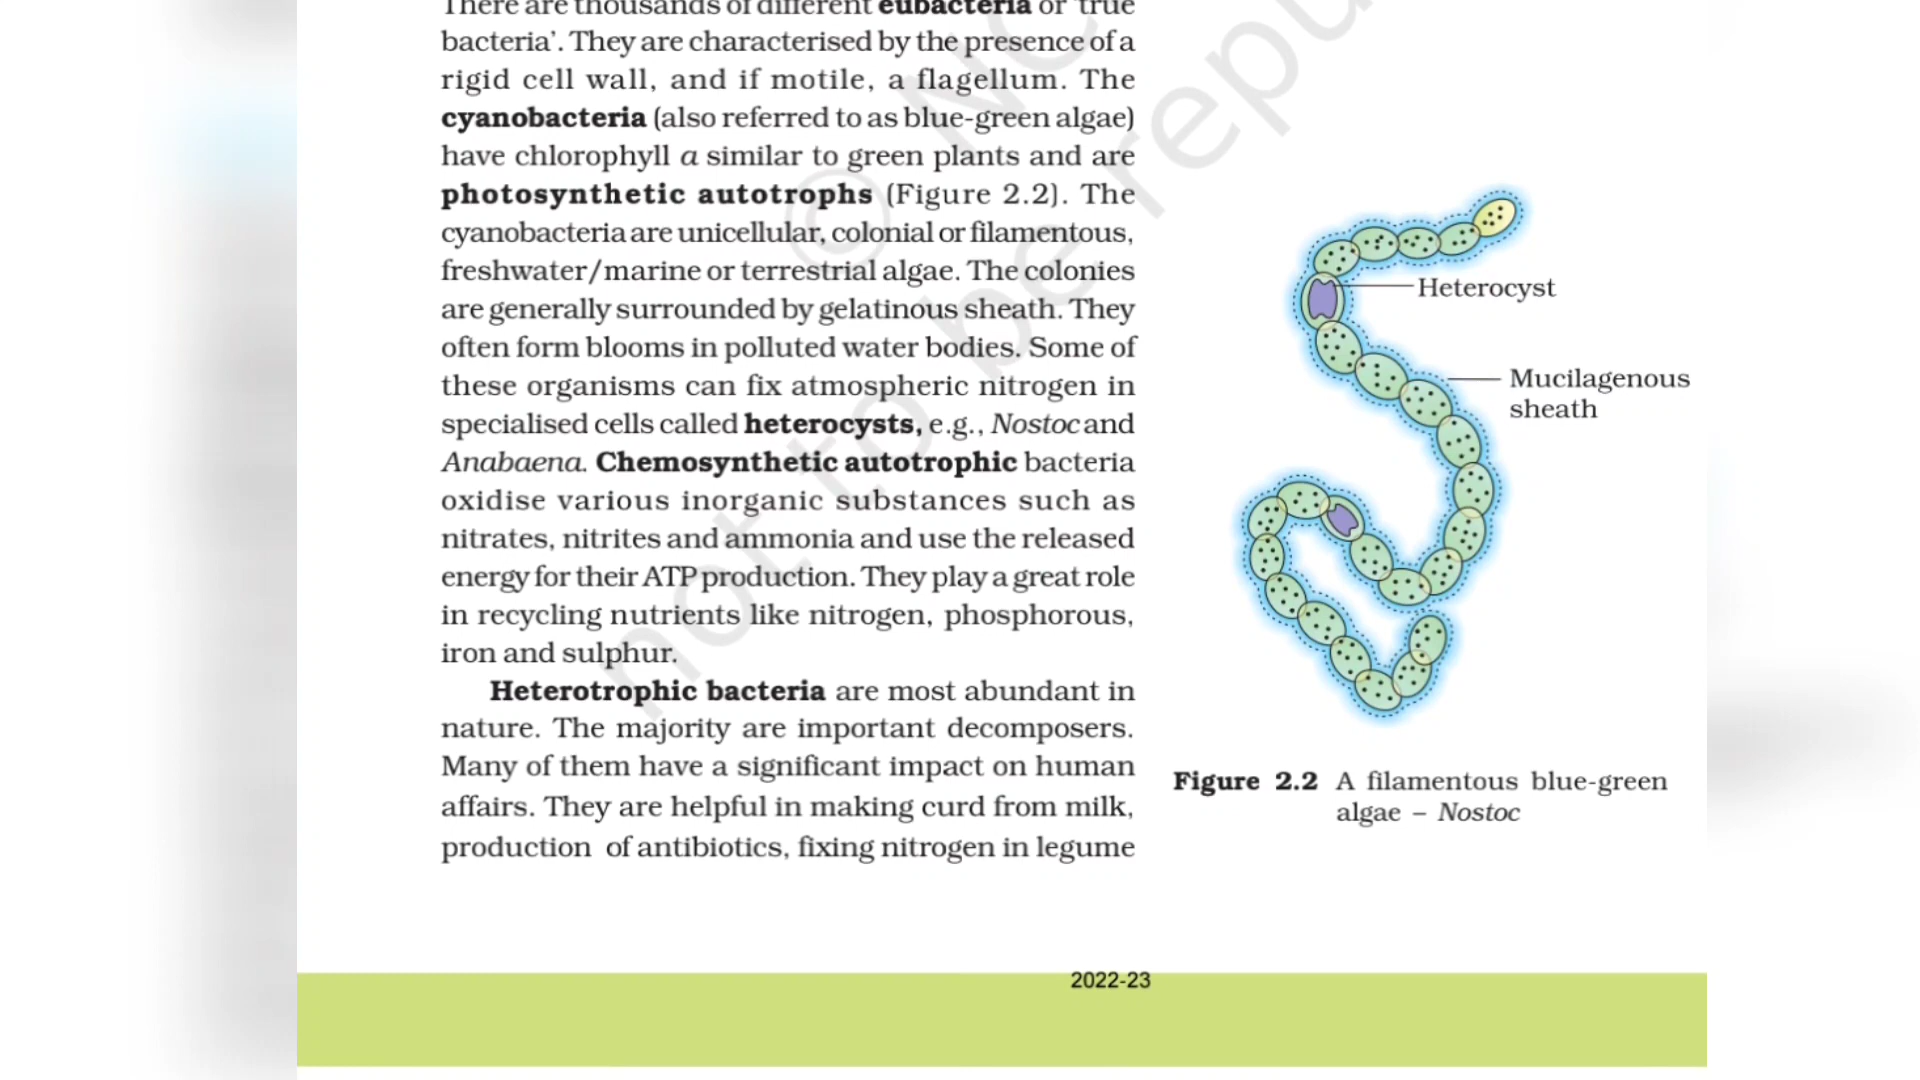 There are thousands of different eubacteria or 'true
bacteria'. They are characterised by the presence of a
rigid cell wall, and if motile, a flagellum. The
cyanobacteria (also referred to as blue-green algae)
have chlorophyll a similar to green plants and are
photosynthetic autotrophs (Figure 2.2). The
cyanobacteria are unicellular, colonial or filamentous,
freshwater/marine or terrestrial algae. The colonies
are generally surrounded by gelatinous sheath. They
often form blooms in polluted water bodies. Some of
these organisms can fix atmospheric nitrogen in
specialised cells called heterocysts, e.g., Nostoc and
Anabaena. Chemosynthetic autotrophic bacteria
oxidise various inorganic substances such as
nitrates, nitrites and ammonia and use the released
energy for their ATP production. They play a great role
in recycling nutrients like nitrogen, phosphorous,
iron and sulphur.
Heterotrophic bacteria are most abundant in
nature. The majority are important decomposers.
Many of them have a significant impact on human
affairs. They are helpful in making curd from milk,
production of antibiotics, fixing nitrogen in legume
Heterocyst
Mucilagenous
sheath
Figure 2.2 A filamentous blue-green
algae – Nostoc
© NC
not to be repu
2022-23